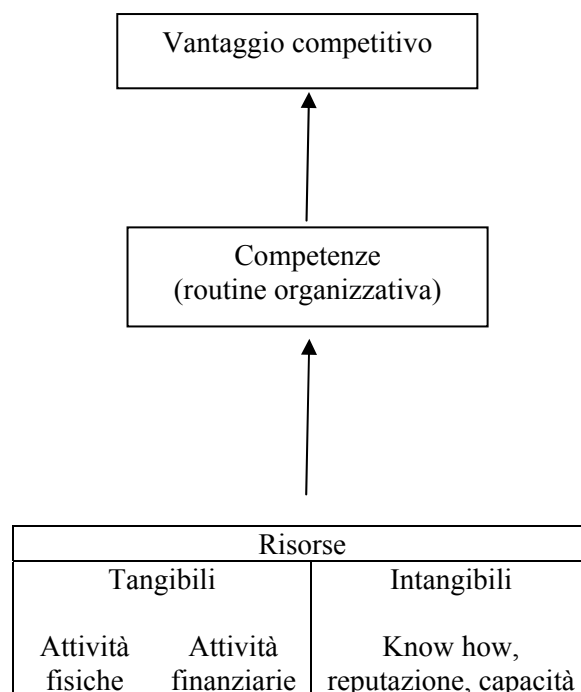 Vantaggio competitivo
Competenze
(routine organizzativa)
Risorse
Tangibili Intangibili
Attività Attività Know how,
fisiche finanziarie reputazione, capacità